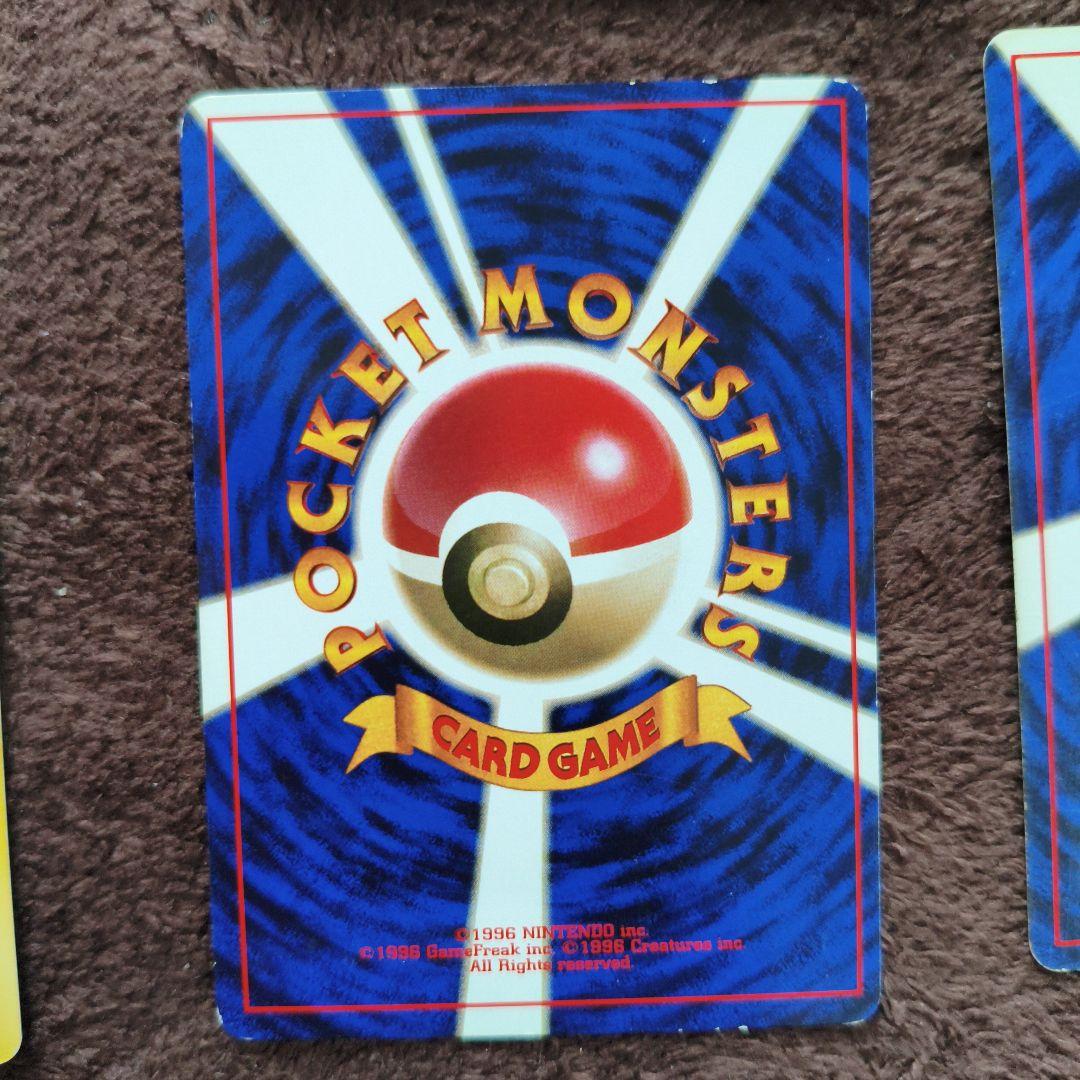 POCKET MONSTERS
CARD GAME
©1996 NINTENDO inc.
©1996 GameFreak inc. ©1996 Creatures inc.
All Rights reserved.